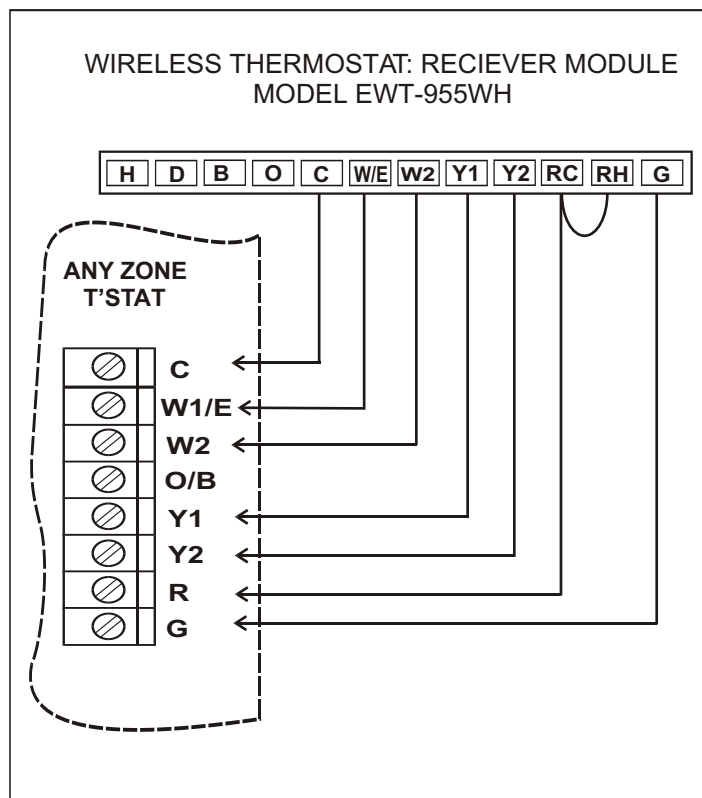 WIRELESS THERMOSTAT: RECIEVER MODULE
MODEL EWT-955WH
H D B O C W/E W2 Y1 Y2 RC RH G
ANY ZONE
T'STAT
C
W1/E
W2
O/B
Y1
Y2
R
G